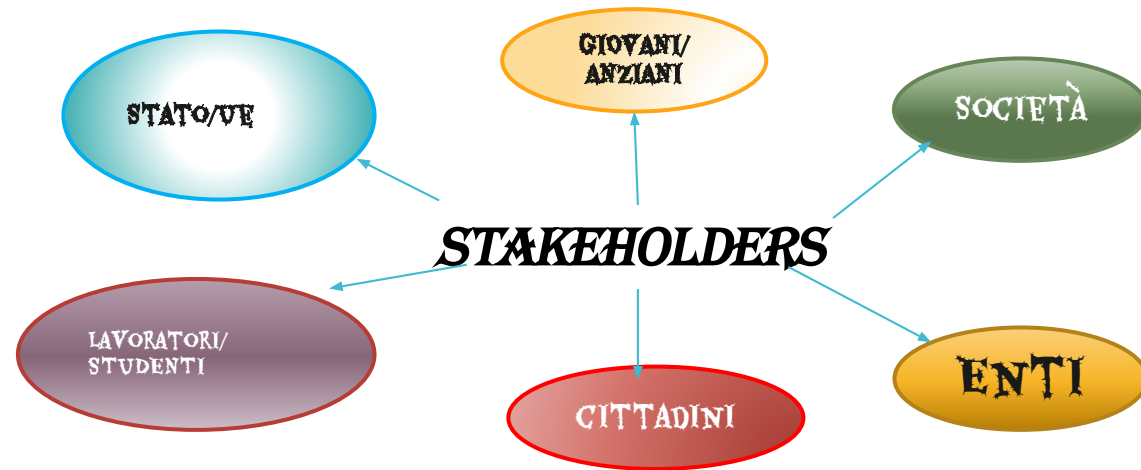 STATO/UE
GIOVANI/
ANZIANI
SOCIETÀ
STAKEHOLDERS
LAVORATORI/
STUDENTI
CITTADINI
ENTI